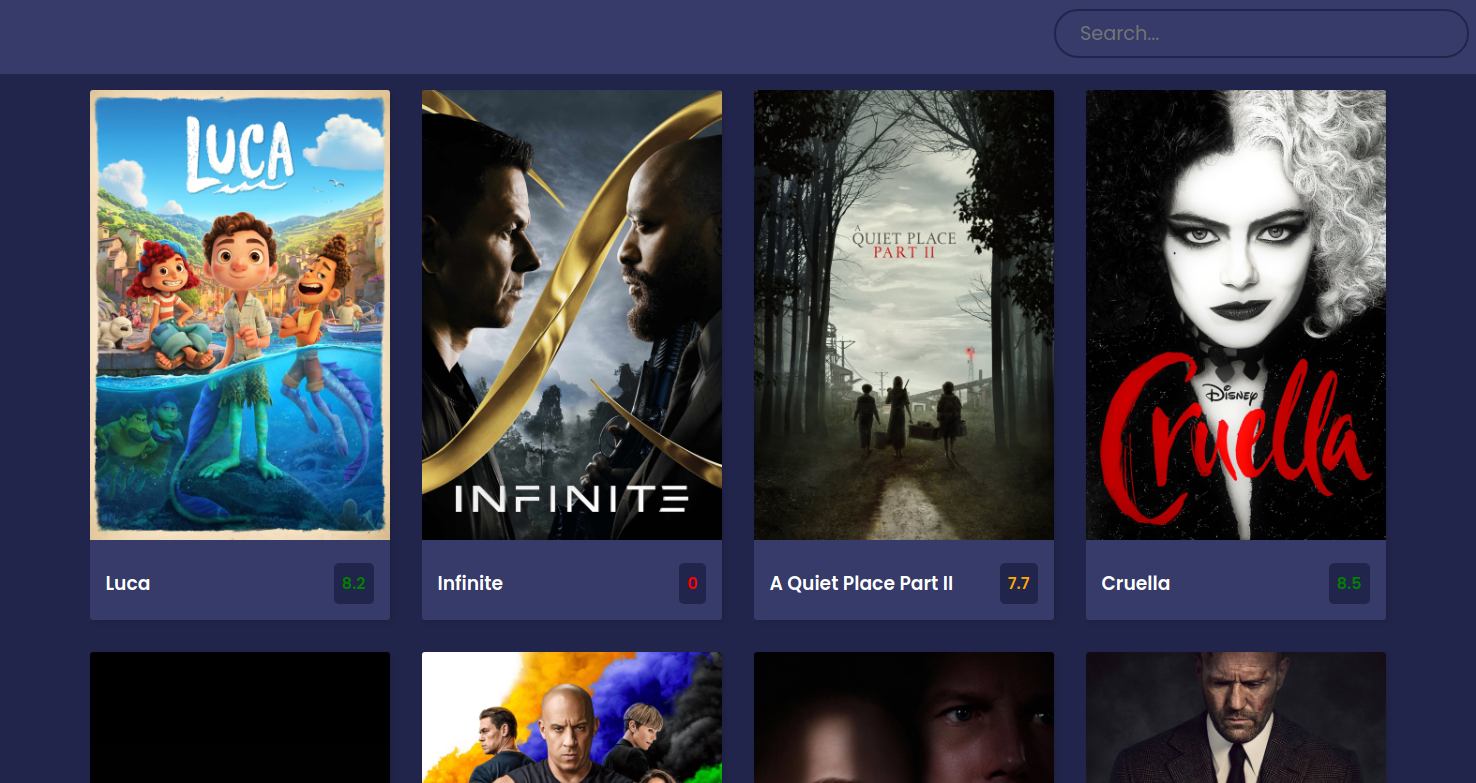 Search...
LUCA
INFINITE
A
QUIET PLACE
PART II
DISNEY
Cruella
Luca
8.2
Infinite
0
A Quiet Place Part II
7.7
Cruella
8.5